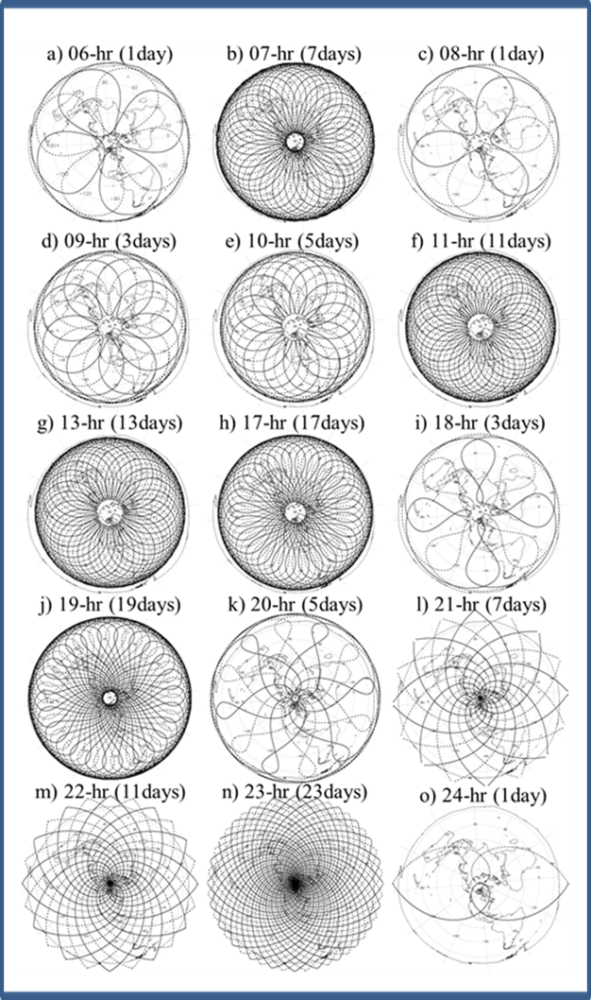 a) 06-hr (1day) b) 07-hr (7days) c) 08-hr (1day)
d) 09-hr (3days) e) 10-hr (5days) f) 11-hr (11days)
g) 13-hr (13days) h) 17-hr (17days) i) 18-hr (3days)
j) 19-hr (19days) k) 20-hr (5days) l) 21-hr (7days)
m) 22-hr (11days) n) 23-hr (23days) o) 24-hr (1day)